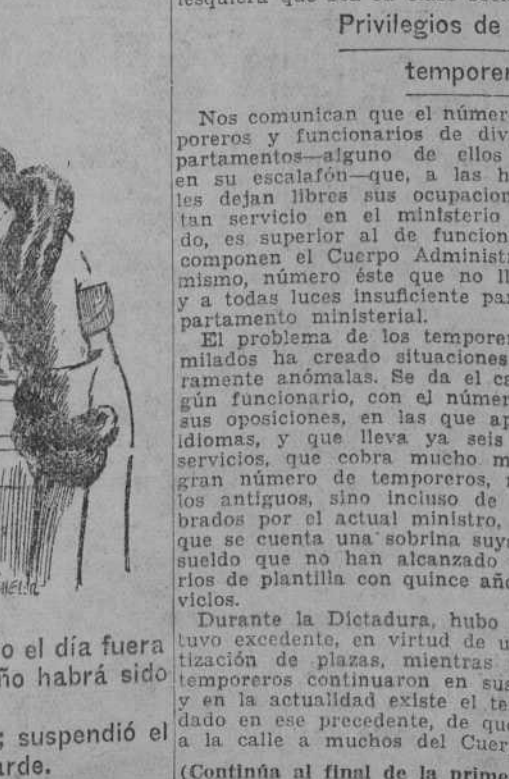 Privilegios de
temporer
Nos comunican que el númer
poreros y funcionarios de div
partamentos—alguno de ellos
en su escalafón—que, a las h
les dejan libres sus ocupacion
tan servicio en el ministerio
do, es superior al de funcion
componen el Cuerpo Administr
mismo, número éste que no ll
y a todas luces insuficiente par
partamento ministerial.
El problema de los temporer
milados ha creado situaciones
ramente anómalas. Se da el ca
gún funcionario, con el númer
sus oposiciones, en las que ap
idiomas, y que lleva ya seis
servicios, que cobra mucho m
gran número de temporeros,
los antiguos, sino incluso de
brados por el actual ministro,
que se cuenta una sobrina suya
sueldo que no han alcanzado
rios de plantilla con quince año
vicios.
Durante la Dictadura, hubo
tuvo excedente, en virtud de u
tización de plazas, mientras
temporeros continuaron en sus
y en la actualidad existe el te
dado en ese precedente, de que
a la calle a muchos del Cuer
(Continúa al final de la prime
o el día fuera
ño habrá sido
; suspendió el
arde.